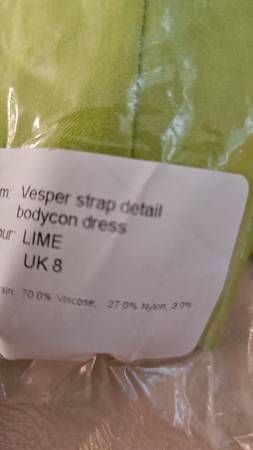 m: Vesper strap detail
bodycon dress
our: LIME
UK 8
ain 70.0% Viscose, 27.0% Nylon, 3.0%